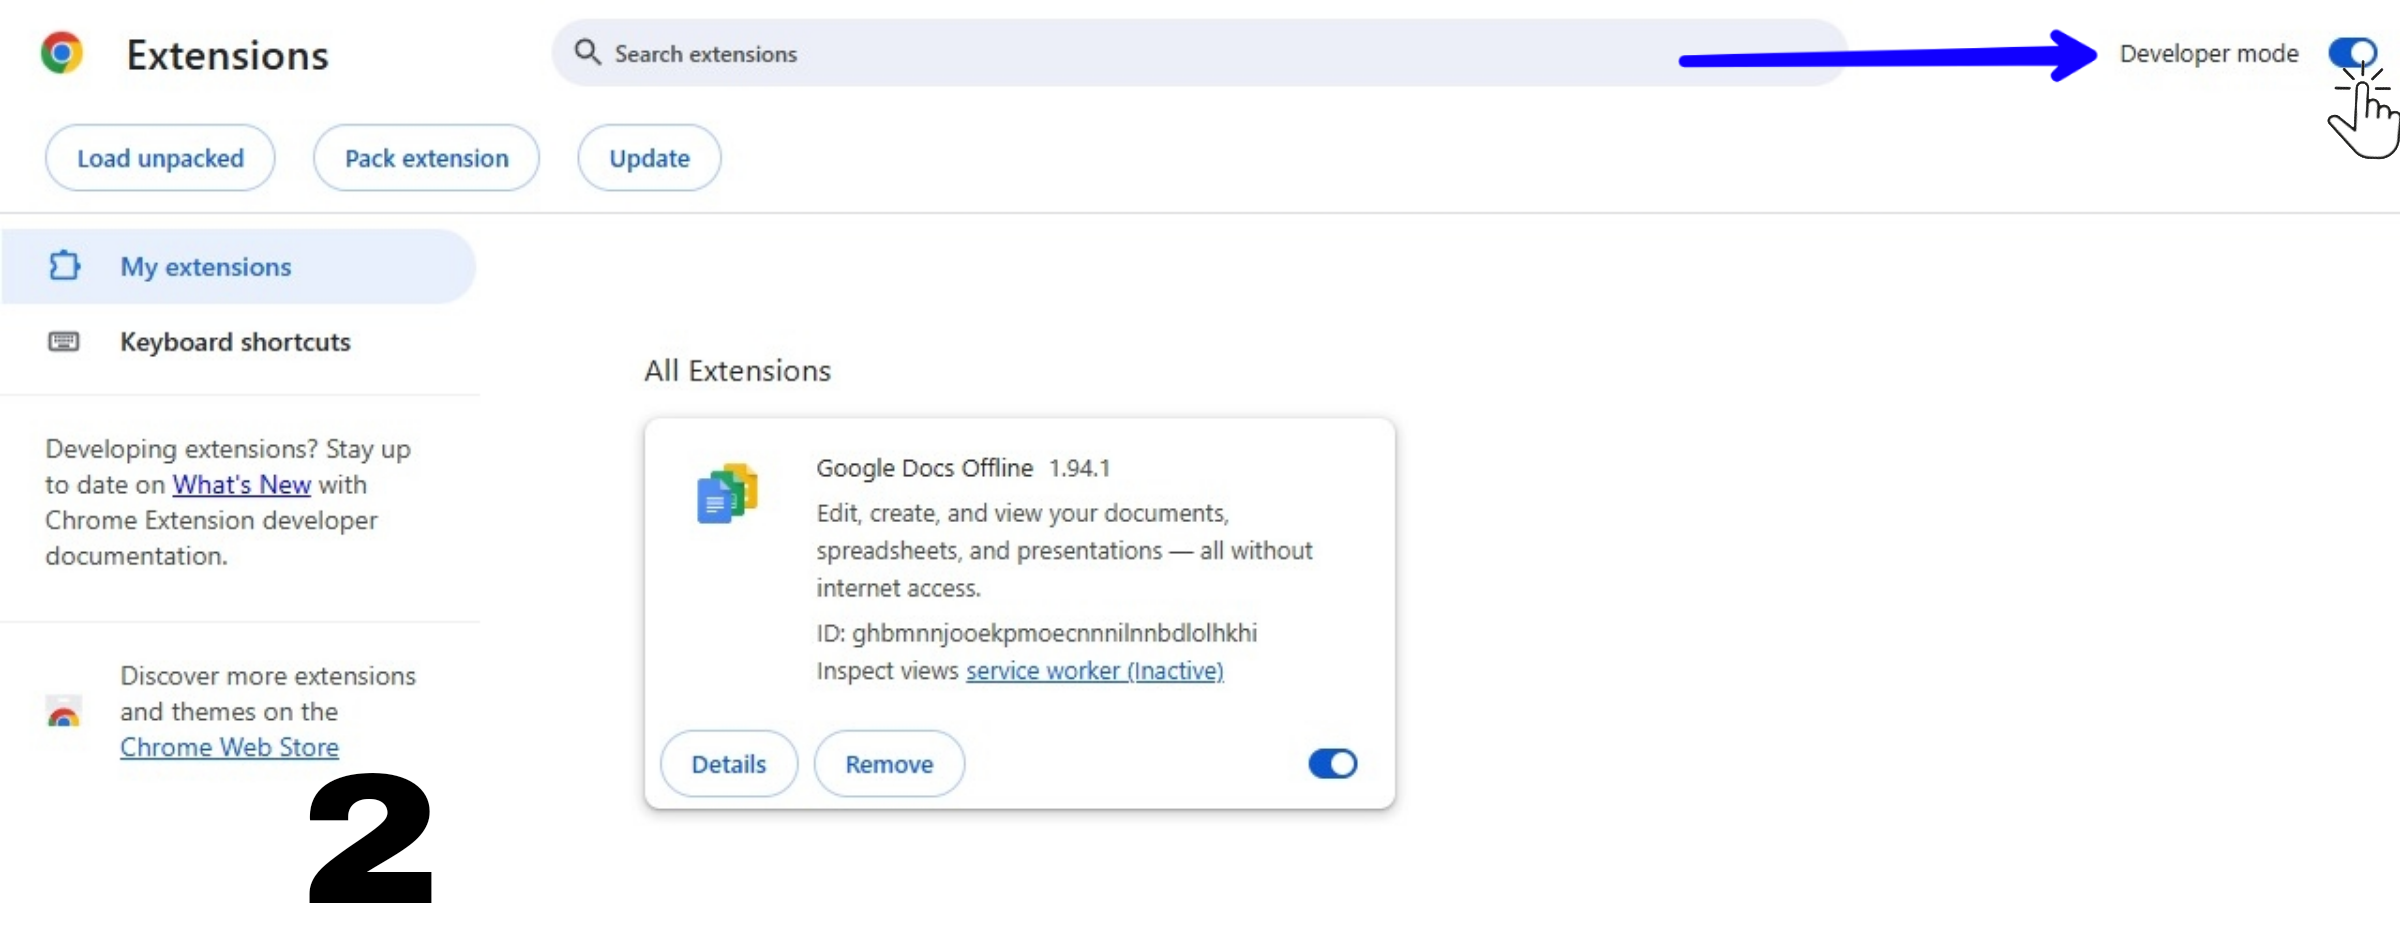 Extensions
Search extensions
Developer mode
Load unpacked
Pack extension
Update
My extensions
Keyboard shortcuts
Developing extensions? Stay up
to date on What's New with
Chrome Extension developer
documentation.
Discover more extensions
and themes on the
Chrome Web Store
2
All Extensions
Google Docs Offline 1.94.1
Edit, create, and view your documents,
spreadsheets, and presentations — all without
internet access.
ID: ghbmnnjooekpmoecnnnilnnbdlolhkhi
Inspect views service worker (Inactive)
Details
Remove